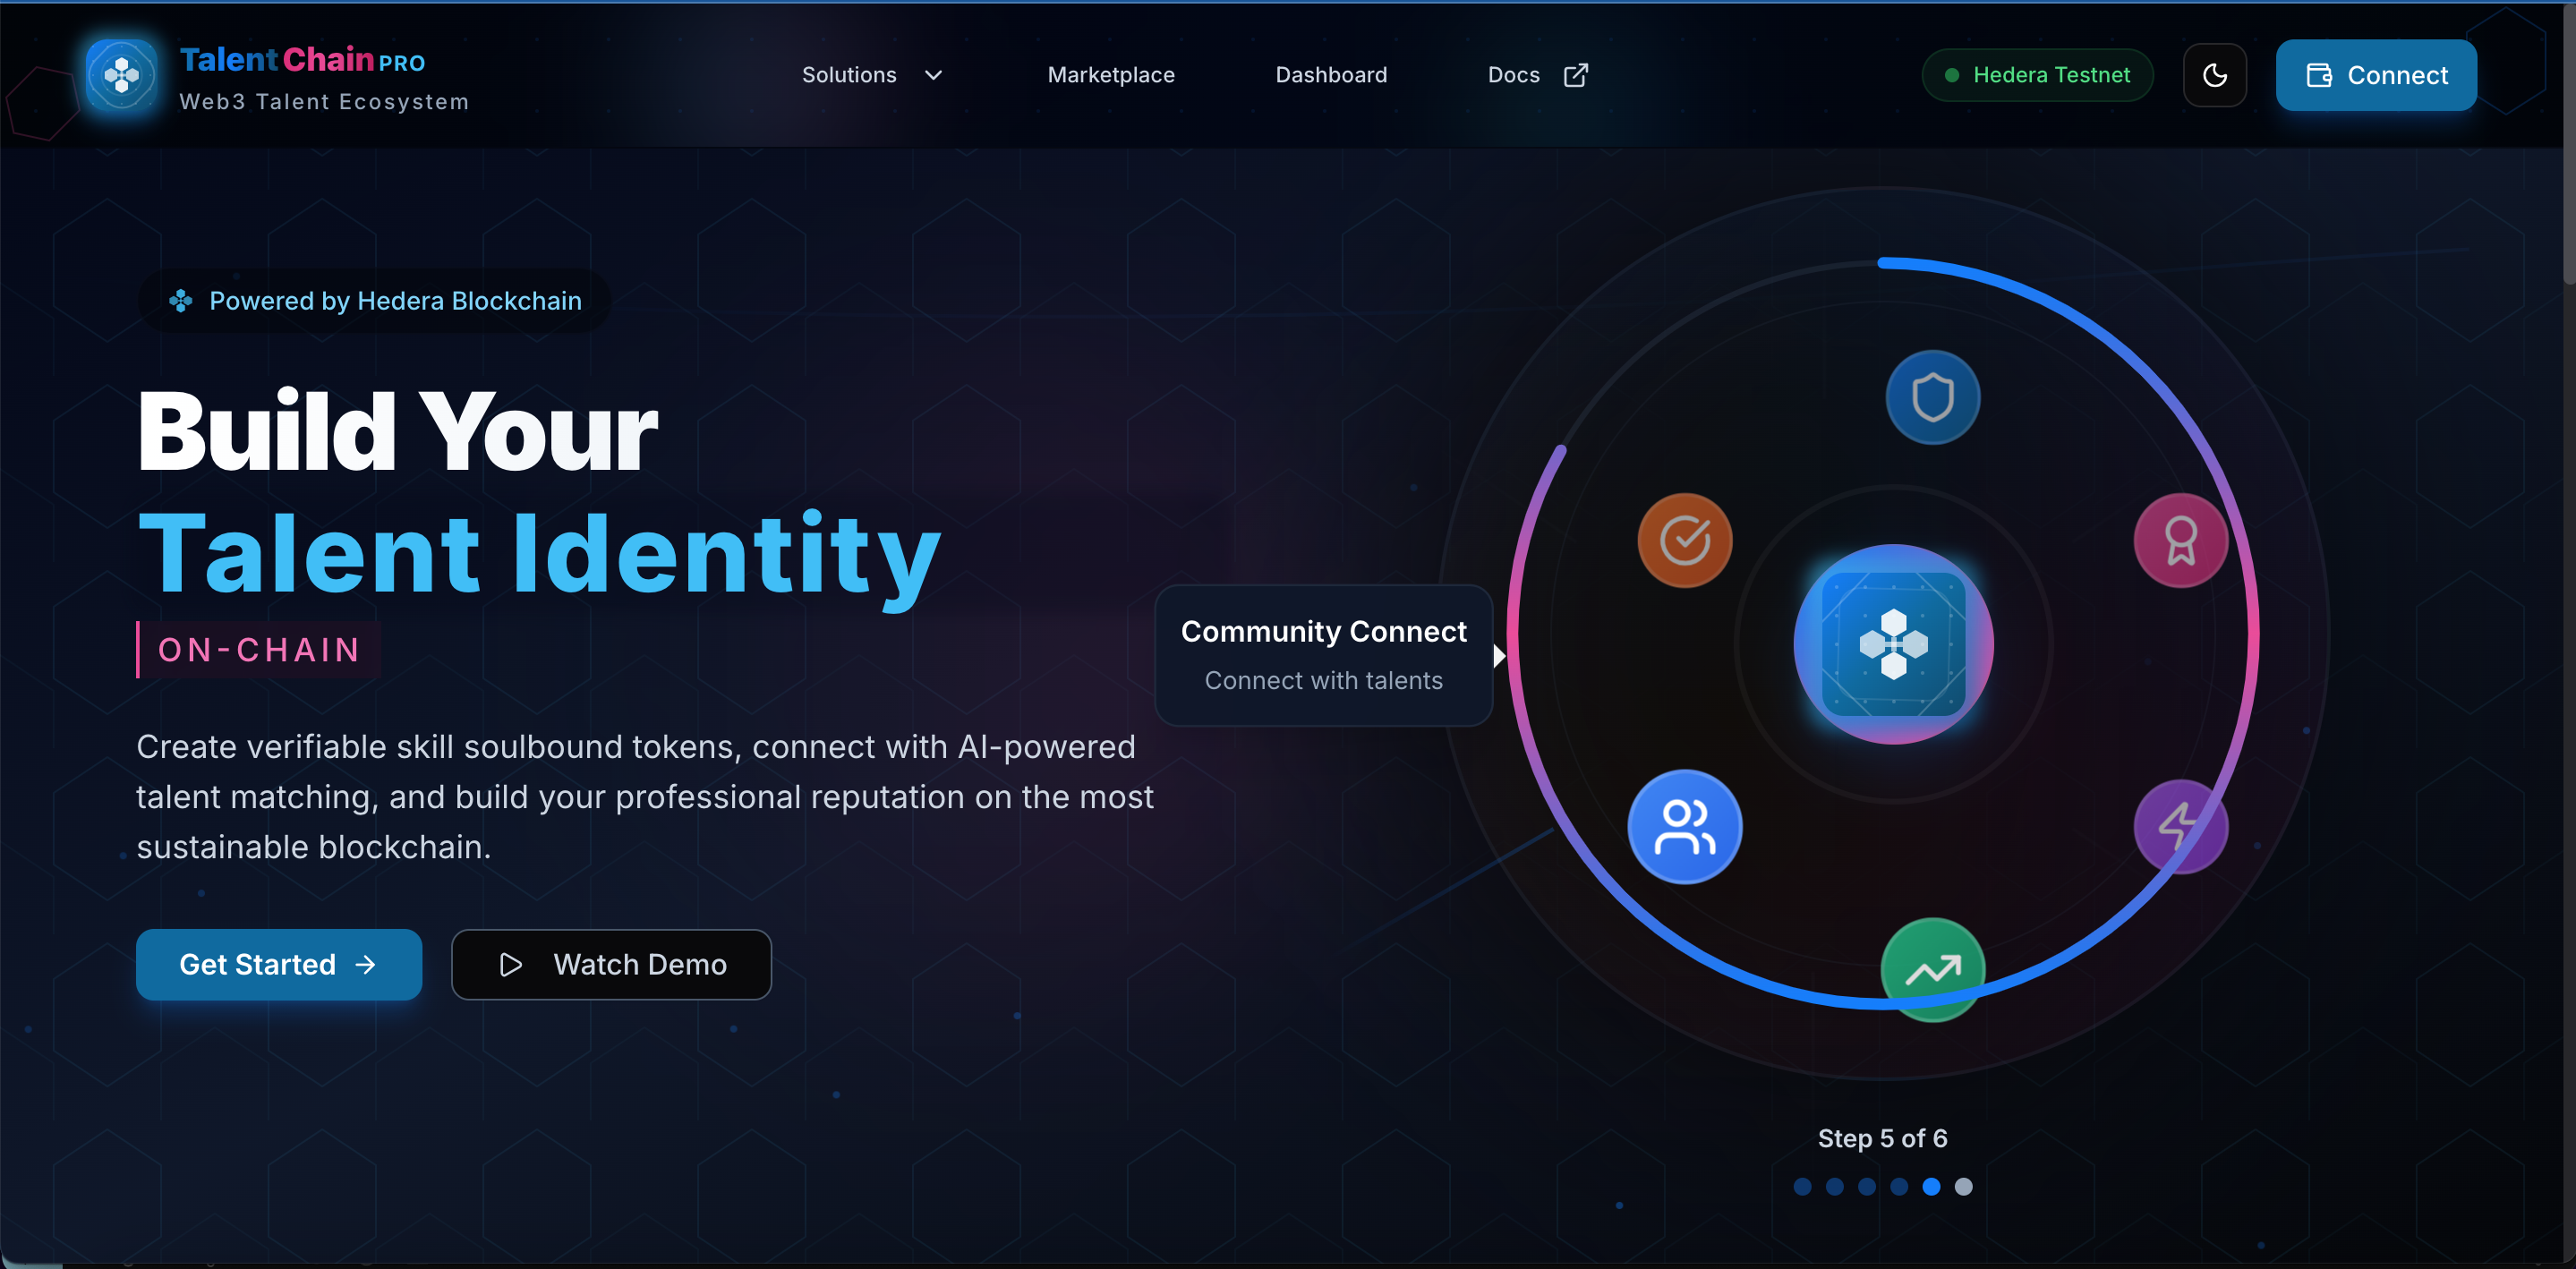 Talent Chain PRO
Web3 Talent Ecosystem
Solutions
Marketplace
Dashboard
Docs
Hedera Testnet
Connect
Powered by Hedera Blockchain
Build Your
Talent Identity
ON-CHAIN
Create verifiable skill soulbound tokens, connect with AI-powered
talent matching, and build your professional reputation on the most
sustainable blockchain.
Get Started
Watch Demo
Community Connect
Connect with talents
Step 5 of 6